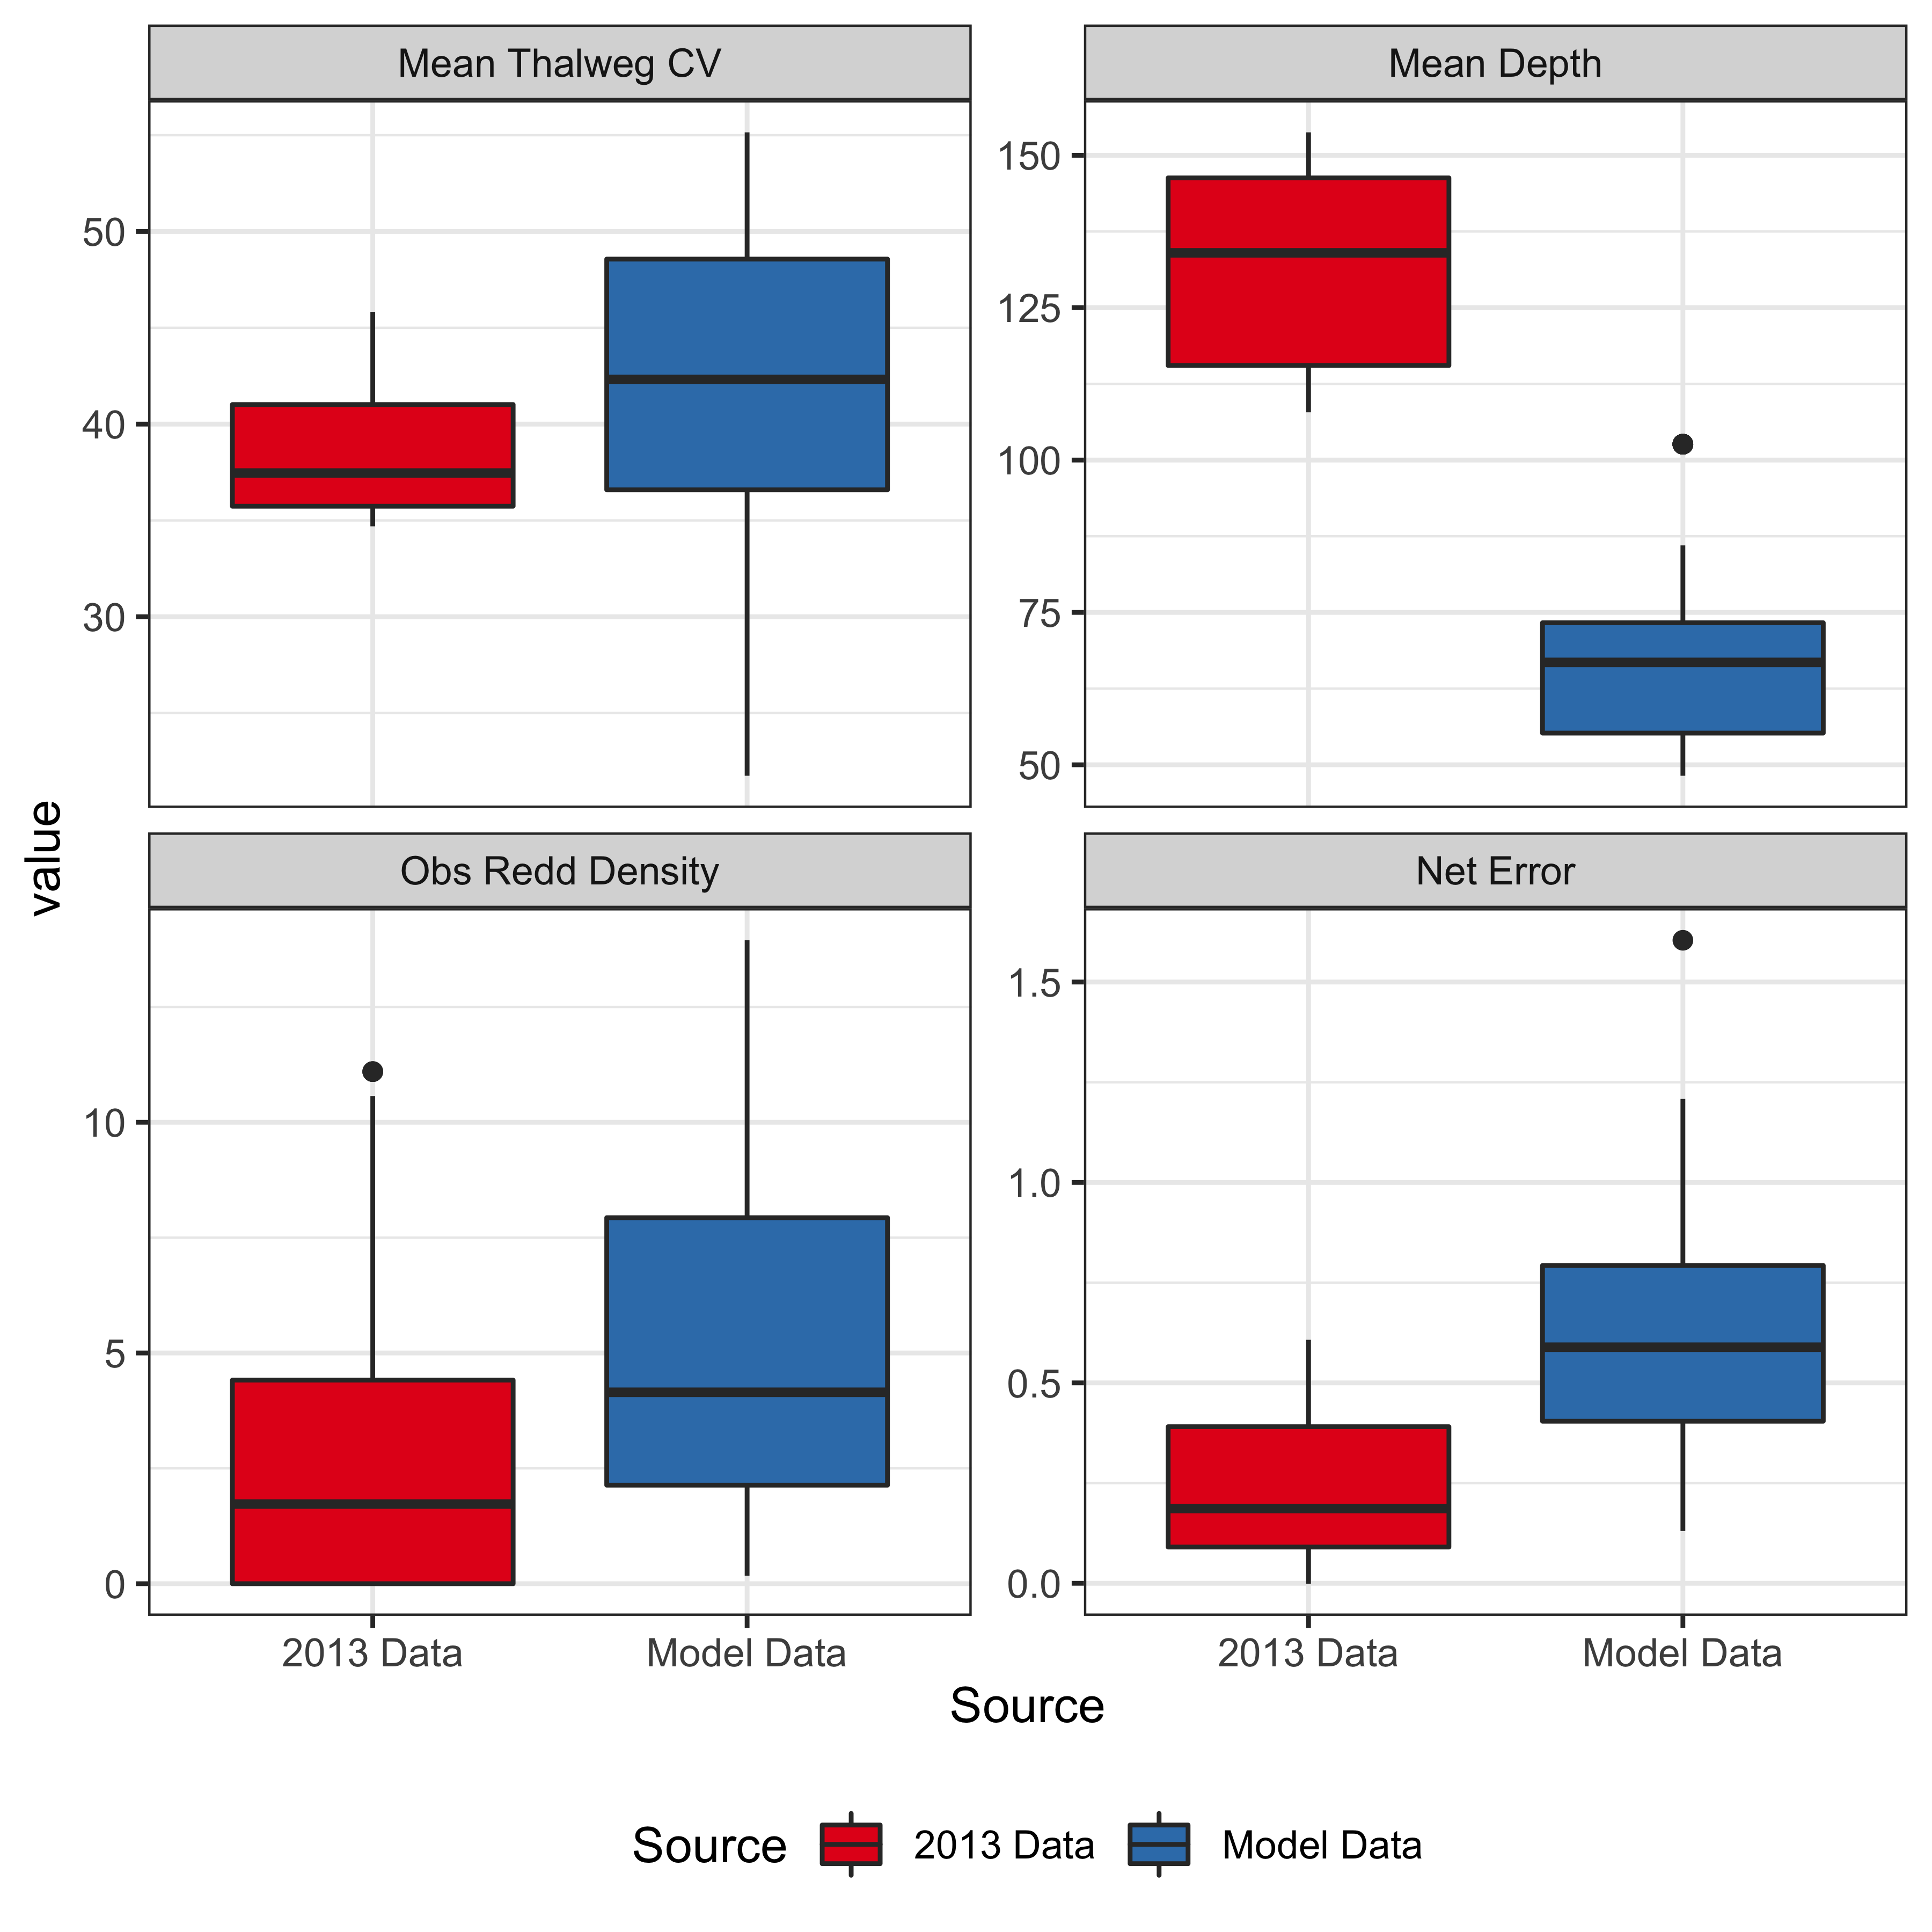 Mean Thalweg CV
Mean Depth
50
40
30
150
125
100
75
50
value
Obs Redd Density
Net Error
10
5
0
1.5
1.0
0.5
0.0
2013 Data Model Data
2013 Data Model Data
Source
Source 2013 Data Model Data